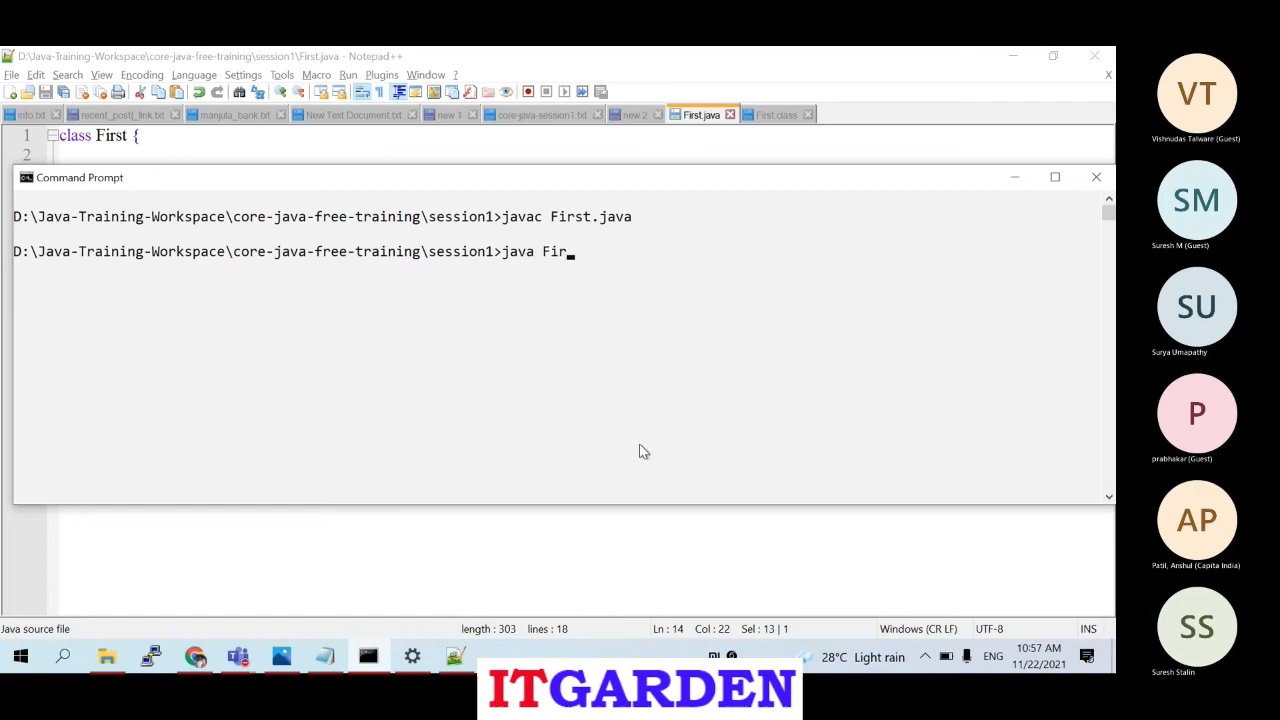 D:\Java-Training-Workspace\core-java-free-training\session1\First.java - Notepad++
File Edit Search View Encoding Language Settings Tools Macro Run Plugins Window ? X
info.txt recent_post(_link.txt manjula_bank.txt New Text Document.txt new 1 core-java-session1.txt new 2 First.java First.class
1 class First {
2
Command Prompt
D:\Java-Training-Workspace\core-java-free-training\session1>javac First.java
D:\Java-Training-Workspace\core-java-free-training\session1>java Fir
Java source file length : 303 lines : 18 Ln : 14 Col : 22 Sel : 13 | 1 Windows (CR LF) UTF-8 INS
28°C Light rain ENG 10:57 AM
11/22/2021
ITGARDEN
VT
Vishnudas Talware (Guest)
SM
Suresh M (Guest)
SU
Surya Umapathy
P
prabhakar (Guest)
AP
Patil, Anshul (Capita India)
SS
Suresh Stalin